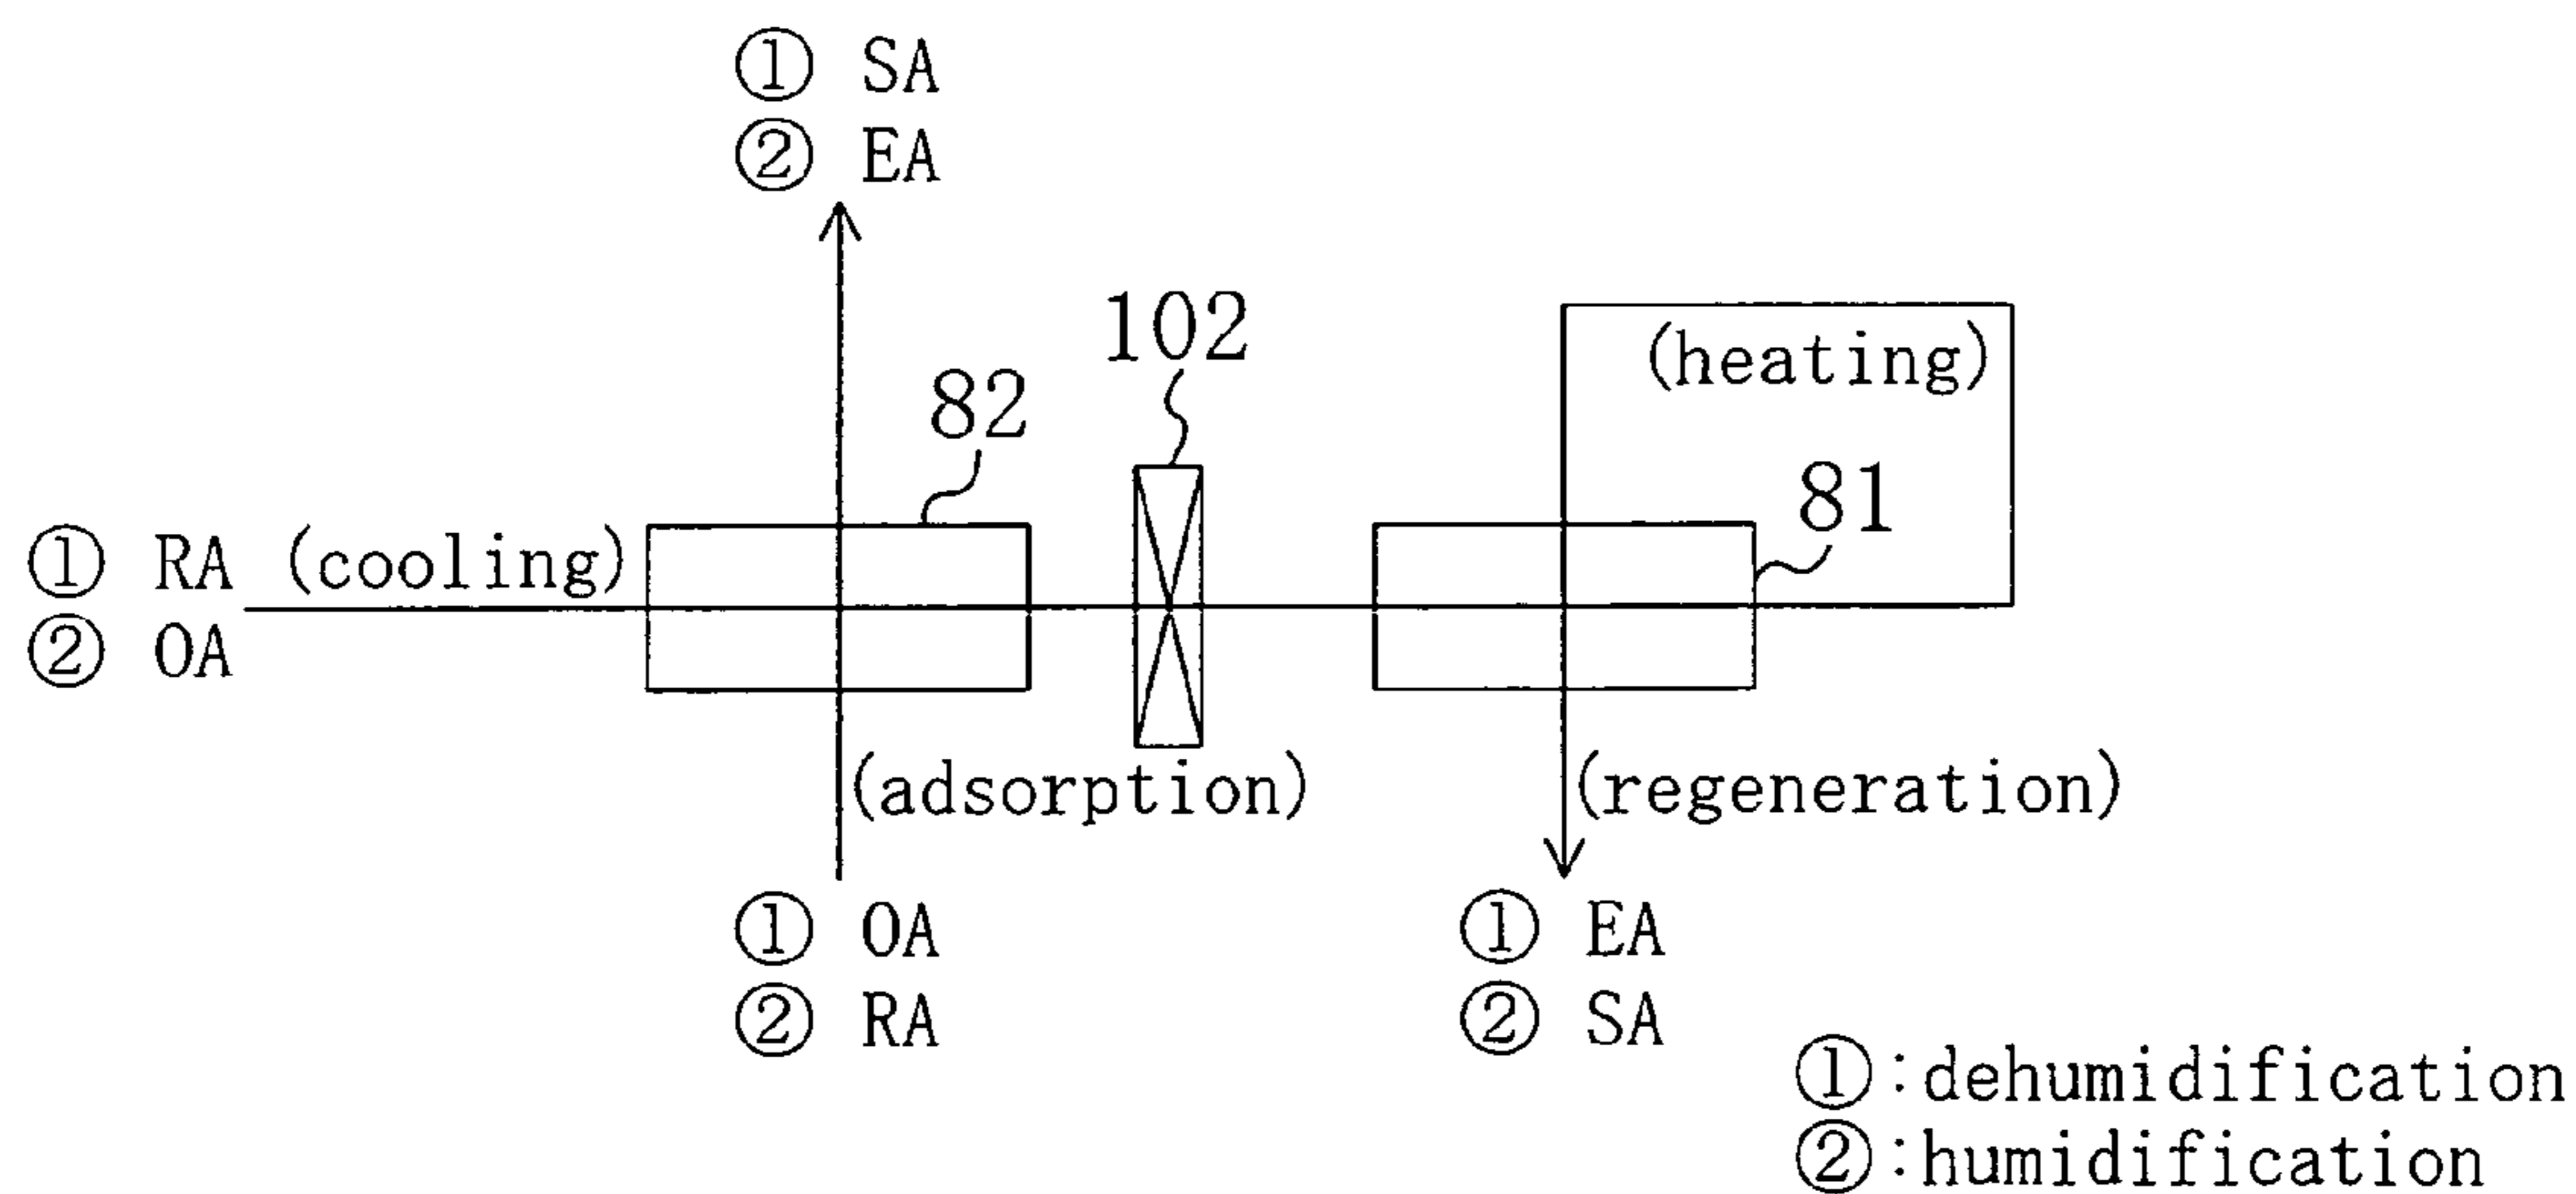 ① SA
② EA
102
(heating)
82
81
① RA (cooling)
② OA
(adsorption)
(regeneration)
① OA
② RA
① EA
② SA
①:dehumidification
②:humidification